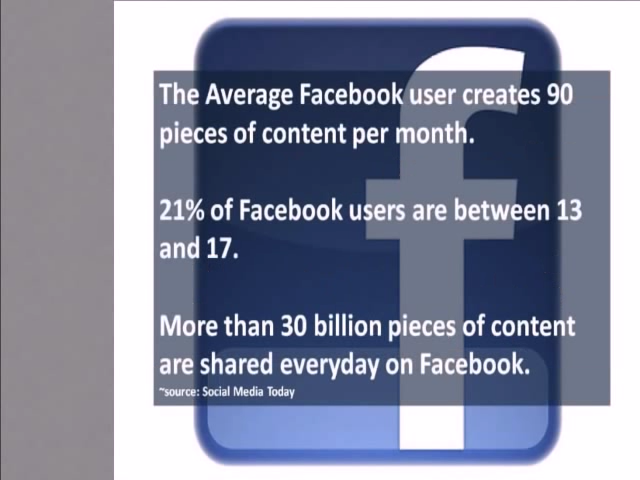 The Average Facebook user creates 90
pieces of content per month.
21% of Facebook users are between 13
and 17.
More than 30 billion pieces of content
are shared everyday on Facebook.
~source: Social Media Today